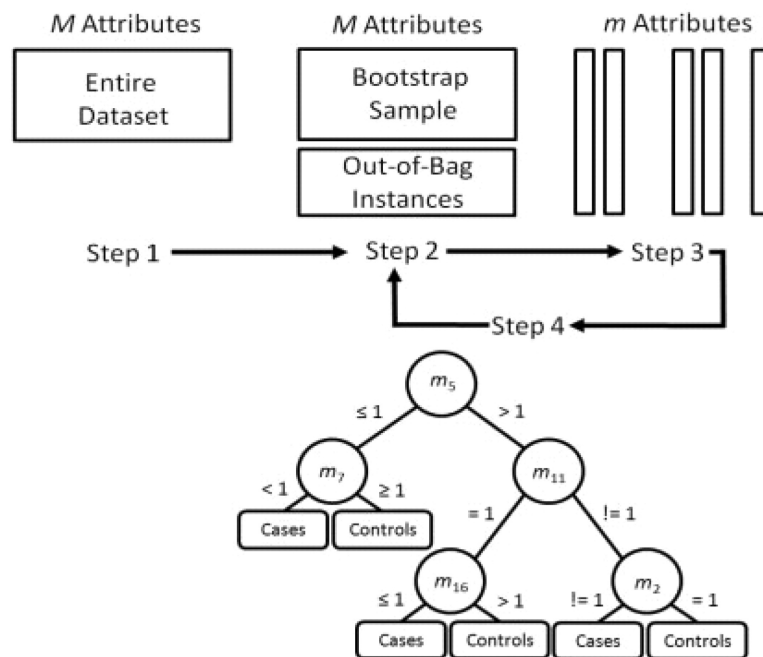 M Attributes
M Attributes
m Attributes
Entire
Dataset
Bootstrap
Sample
Out-of-Bag
Instances
Step 1
Step 2
Step 3
Step 4
m5
≤ 1
> 1
m7
m11
< 1
≥ 1
= 1
!= 1
Cases
Controls
m16
m2
≤ 1
> 1
!= 1
= 1
Cases
Controls
Cases
Controls